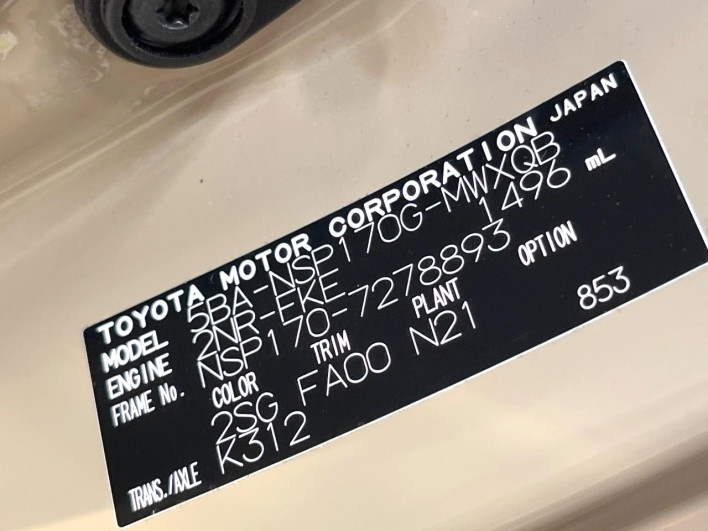 TOYOTA MOTOR CORPORATION JAPAN
MODEL 5BA-NSP170G-MWXQB
ENGINE 2NR-FKE 1496 mL
FRAME No. NSP170-7278893
COLOR TRIM PLANT OPTION
2SG FA00 N21 853
TRANS./AXLE K312